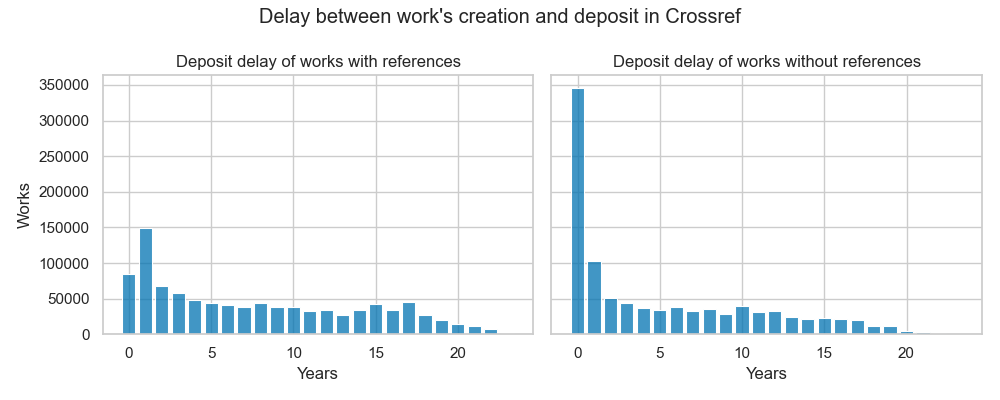 Delay between work's creation and deposit in Crossref
Deposit delay of works with references
Deposit delay of works without references
350000
300000
250000
200000
150000
100000
50000
0
Works
0 5 10 15 20
0 5 10 15 20
Years
Years